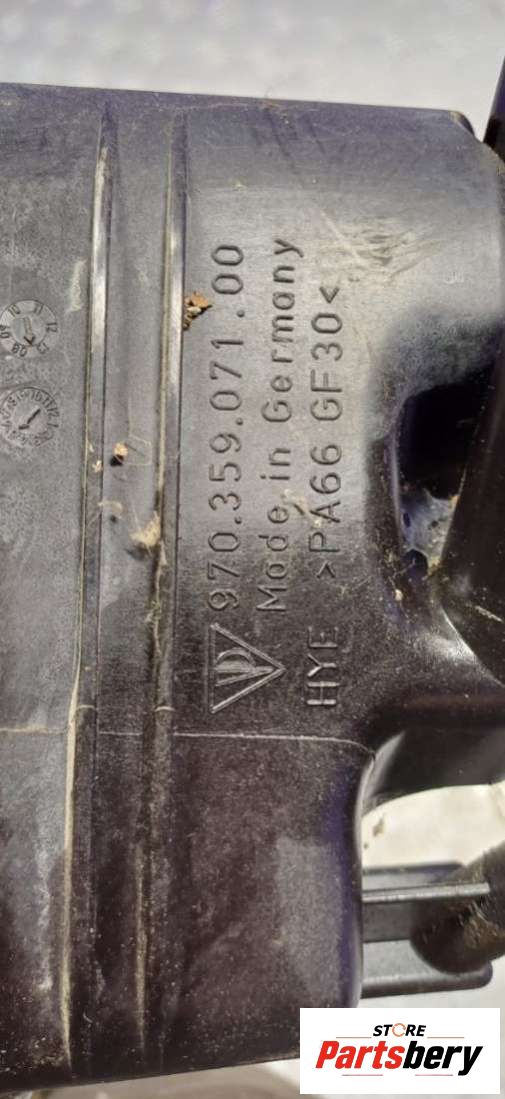 970.359.071.00
Made in Germany
HYE >PA66 GF30<
STORE
Partsbery